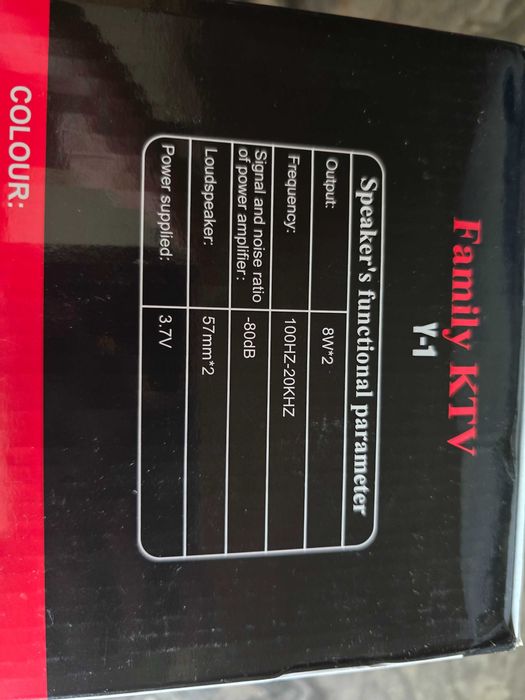 Family KTV
Y-1
Speaker's functional parameter
Output: 8W*2
Frequency: 100HZ-20KHZ
Signal and noise ratio
of power amplifier: -80dB
Loudspeaker: 57mm*2
Power supplied: 3.7V
COLOUR: